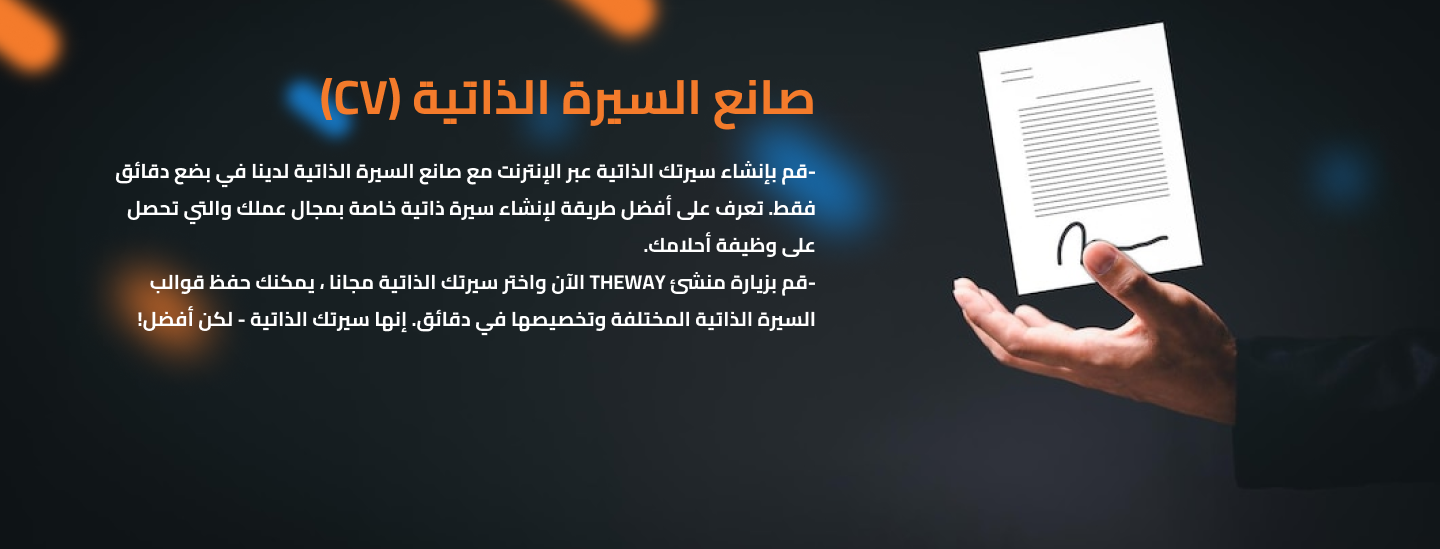 صانع السيرة الذاتية (CV)
-قم بإنشاء سيرتك الذاتية عبر الإنترنت مع صانع السيرة الذاتية لدينا في بضع دقائق
فقط. تعرف على أفضل طريقة لإنشاء سيرة ذاتية خاصة بمجال عملك والتي تحصل
على وظيفة أحلامك.
-قم بزيارة منشئ THEWAY الآن واختر سيرتك الذاتية مجانا ، يمكنك حفظ قوالب
السيرة الذاتية المختلفة وتخصيصها في دقائق. إنها سيرتك الذاتية - لكن أفضل!